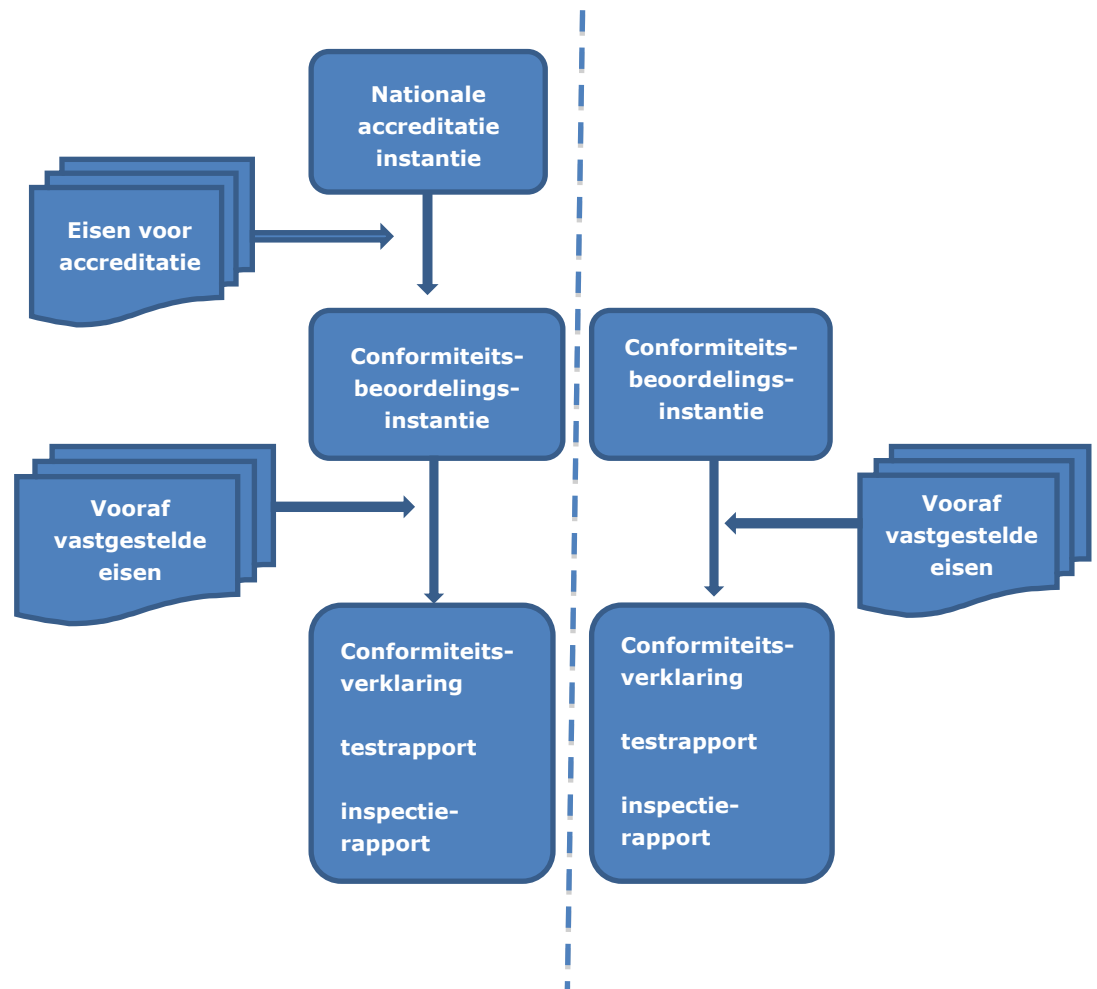 Nationale
accreditatie
instantie
Eisen voor
accreditatie
Conformiteits-
beoordelings-
instantie
Conformiteits-
beoordelings-
instantie
Vooraf
vastgestelde
eisen
Vooraf
vastgestelde
eisen
Conformiteits-
verklaring
testrapport
inspectie-
rapport
Conformiteits-
verklaring
testrapport
inspectie-
rapport